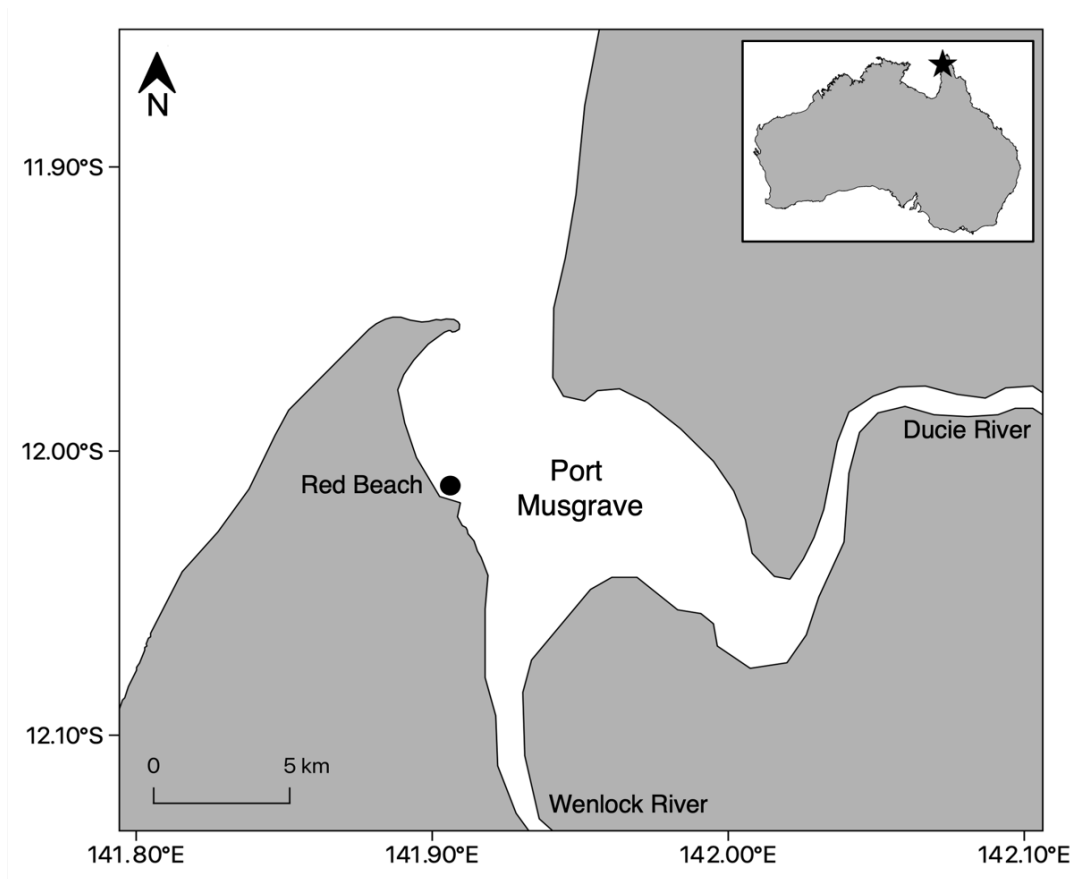 N
11.90°S
12.00°S
12.10°S
Ducie River
Port
Musgrave
Red Beach
0 5 km
Wenlock River
141.80°E 141.90°E 142.00°E 142.10°E